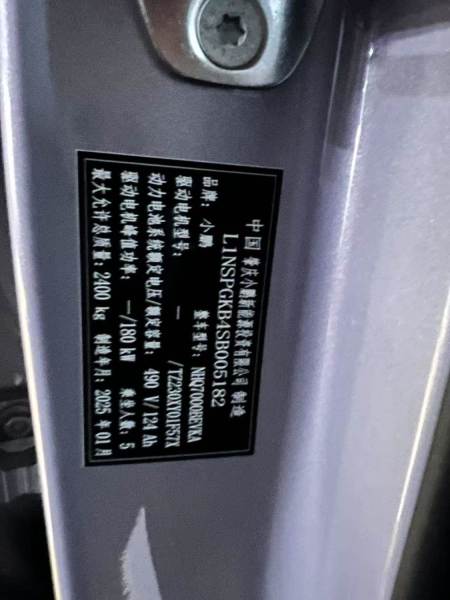 中国 肇庆小鹏新能源投资有限公司 制造
L1NSPGKB4SB005182
品牌：小鹏 整车型号：NHQ7000BEVKA
驱动电机型号： —/TZ230XY01F57X
动力电池系统额定电压/额定容量：490 V/124 Ah
驱动电机峰值功率： —/180 kW 乘坐人数：5
最大允许总质量：2400 kg 制造年月：2025 年 01 月